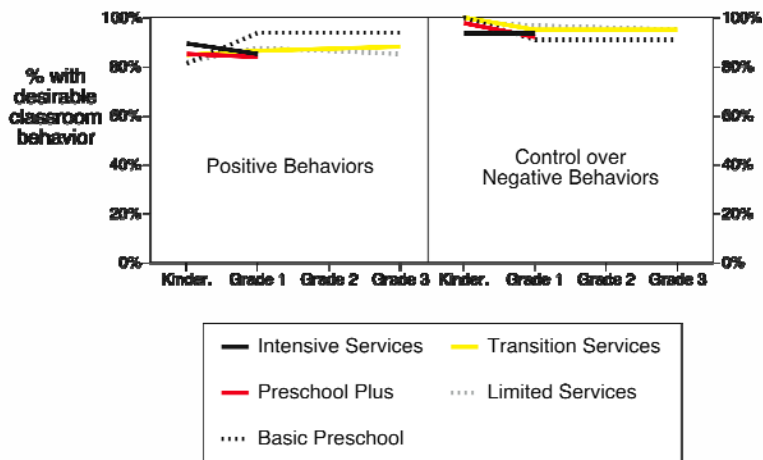 100%
80%
60%
40%
20%
0%
% with
desirable
classroom
behavior
Positive Behaviors
Kinder. Grade 1 Grade 2 Grade 3
Control over
Negative Behaviors
Kinder. Grade 1 Grade 2 Grade 3
100%
80%
60%
40%
20%
0%
Intensive Services
Transition Services
Preschool Plus
Limited Services
Basic Preschool